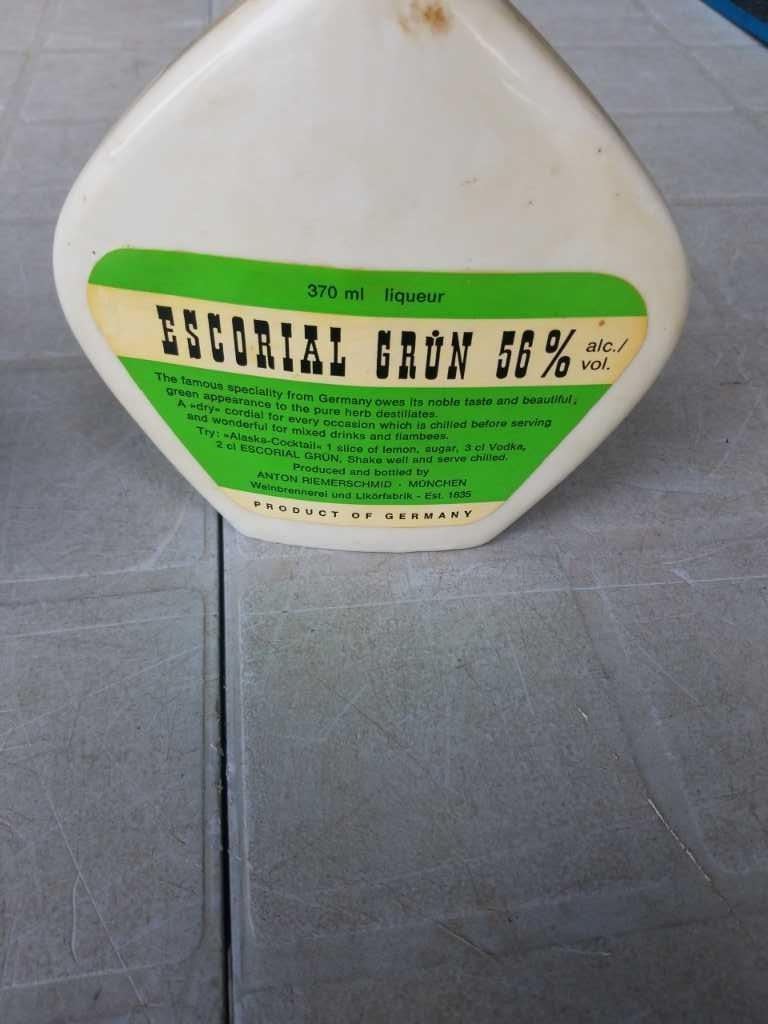 370 ml liqueur
ESCORIAL GRÜN 56% alc./
vol.
The famous speciality from Germany owes its noble taste and beautiful,
green appearance to the pure herb destillates.
A »dry« cordial for every occasion which is chilled before serving
and wonderful for mixed drinks and flambees.
Try: »Alaska-Cocktail« 1 slice of lemon, sugar, 3 cl Vodka,
2 cl ESCORIAL GRÜN, Shake well and serve chilled.
Produced and bottled by
ANTON RIEMERSCHMID · MÜNCHEN
Weinbrennerei und Likörfabrik - Est. 1835
PRODUCT OF GERMANY